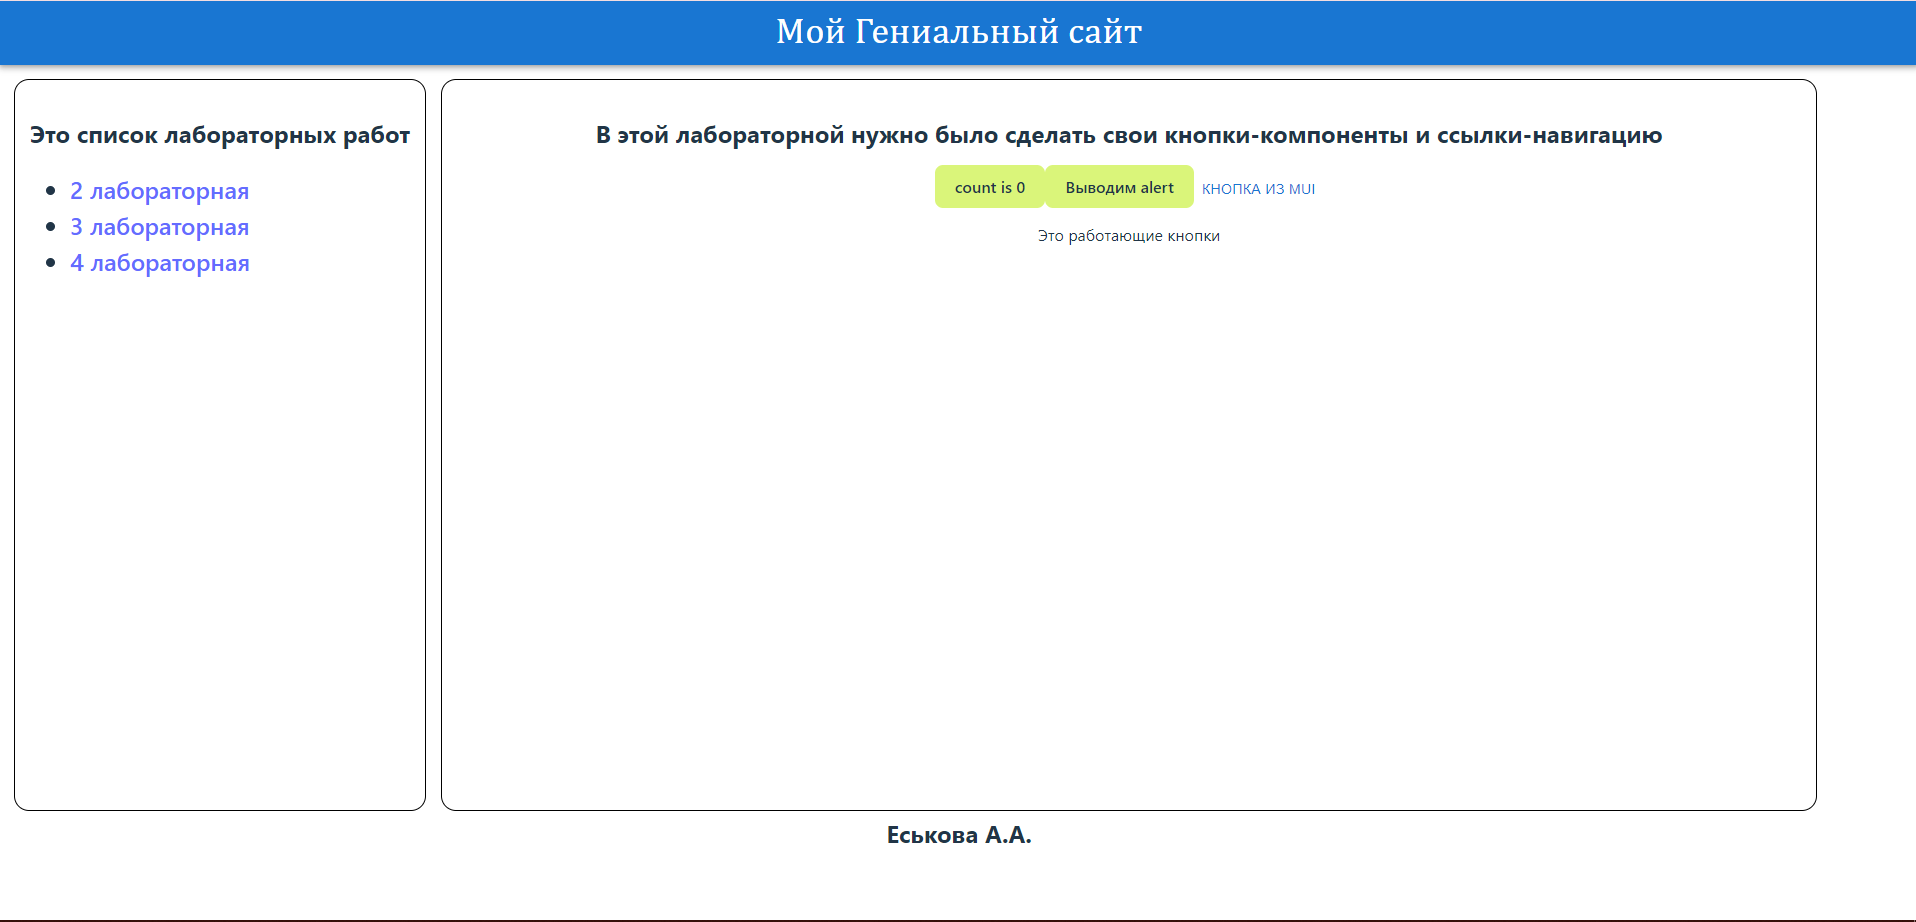 Мой Гениальный сайт
Это список лабораторных работ
2 лабораторная
3 лабораторная
4 лабораторная
В этой лабораторной нужно было сделать свои кнопки-компоненты и ссылки-навигацию
count is 0 Выводим alert КНОПКА ИЗ MUI
Это работающие кнопки
Еськова А.А.